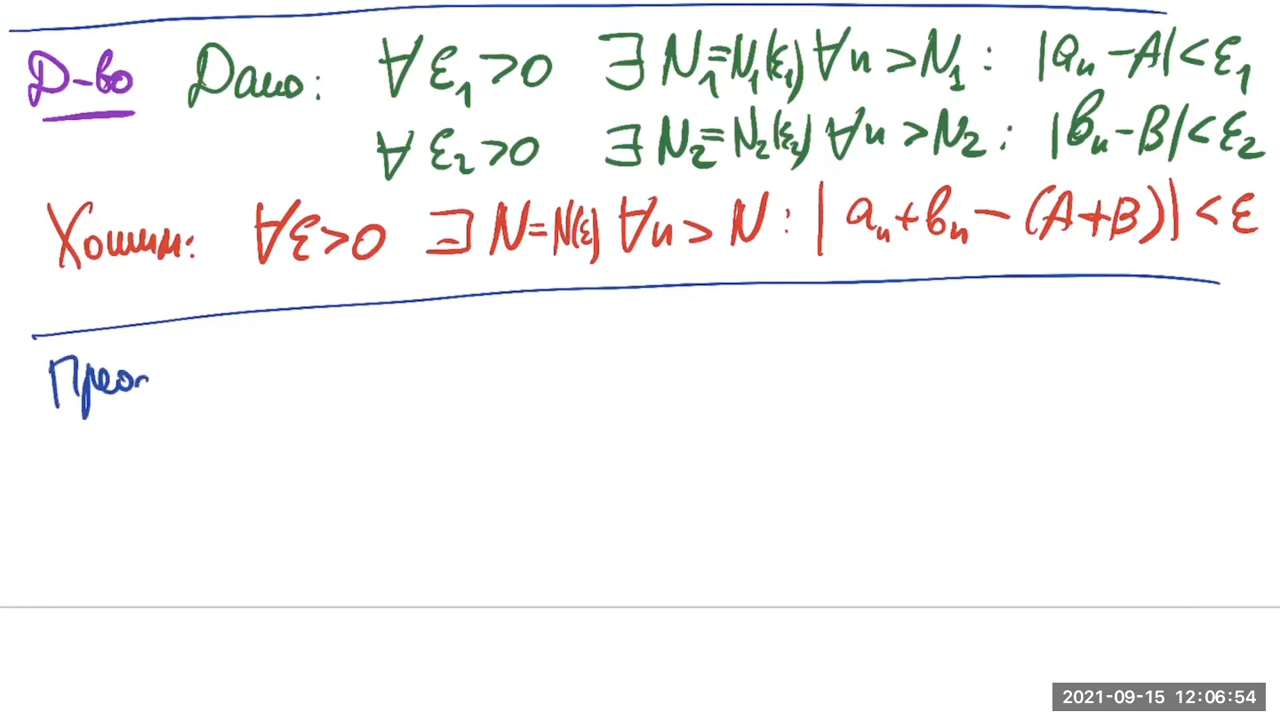 Д-во Дано: ∀ ε₁ > 0 ∃ N₁ = N₁(ε₁) ∀n > N₁ : |aₙ - A| < ε₁
∀ ε₂ > 0 ∃ N₂ = N₂(ε₂) ∀n > N₂ : |bₙ - B| < ε₂
Хотим: ∀ε > 0 ∃ N = N(ε) ∀n > N : |aₙ + bₙ - (A + B)| < ε
Прео
2021-09-15 12:06:54